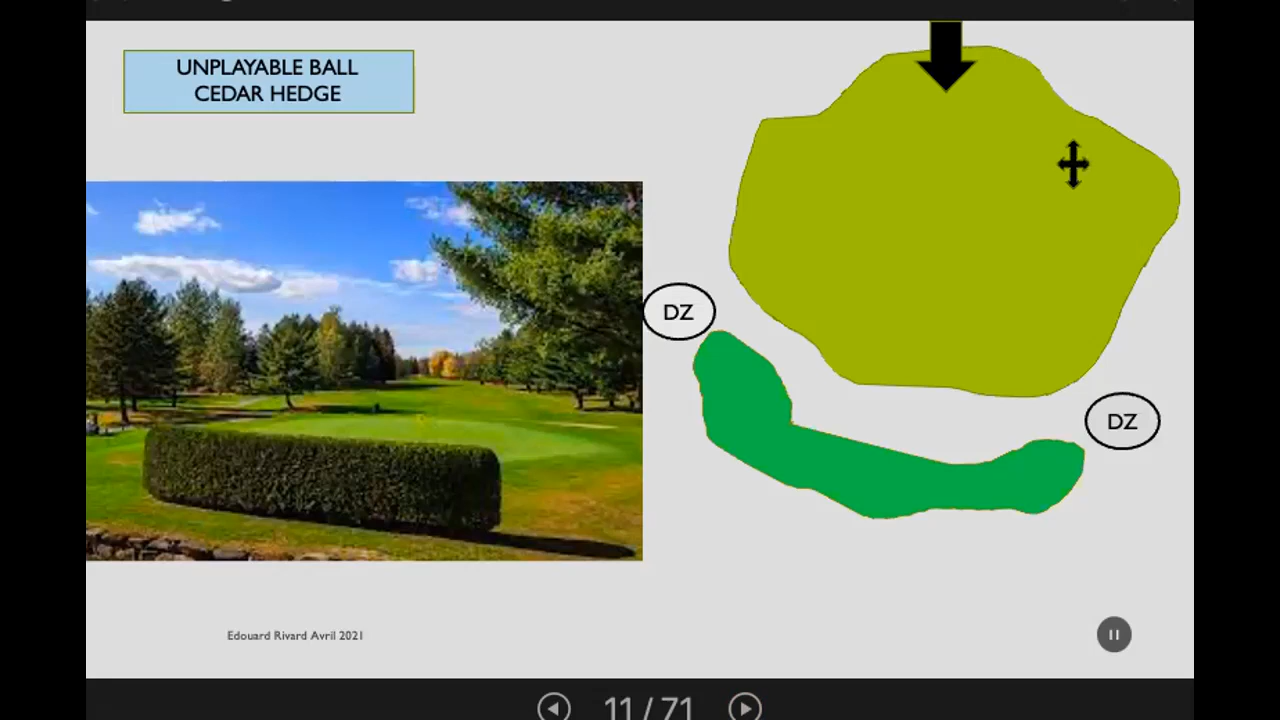 UNPLAYABLE BALL
CEDAR HEDGE
DZ
DZ
Edouard Rivard Avril 2021
11 / 71